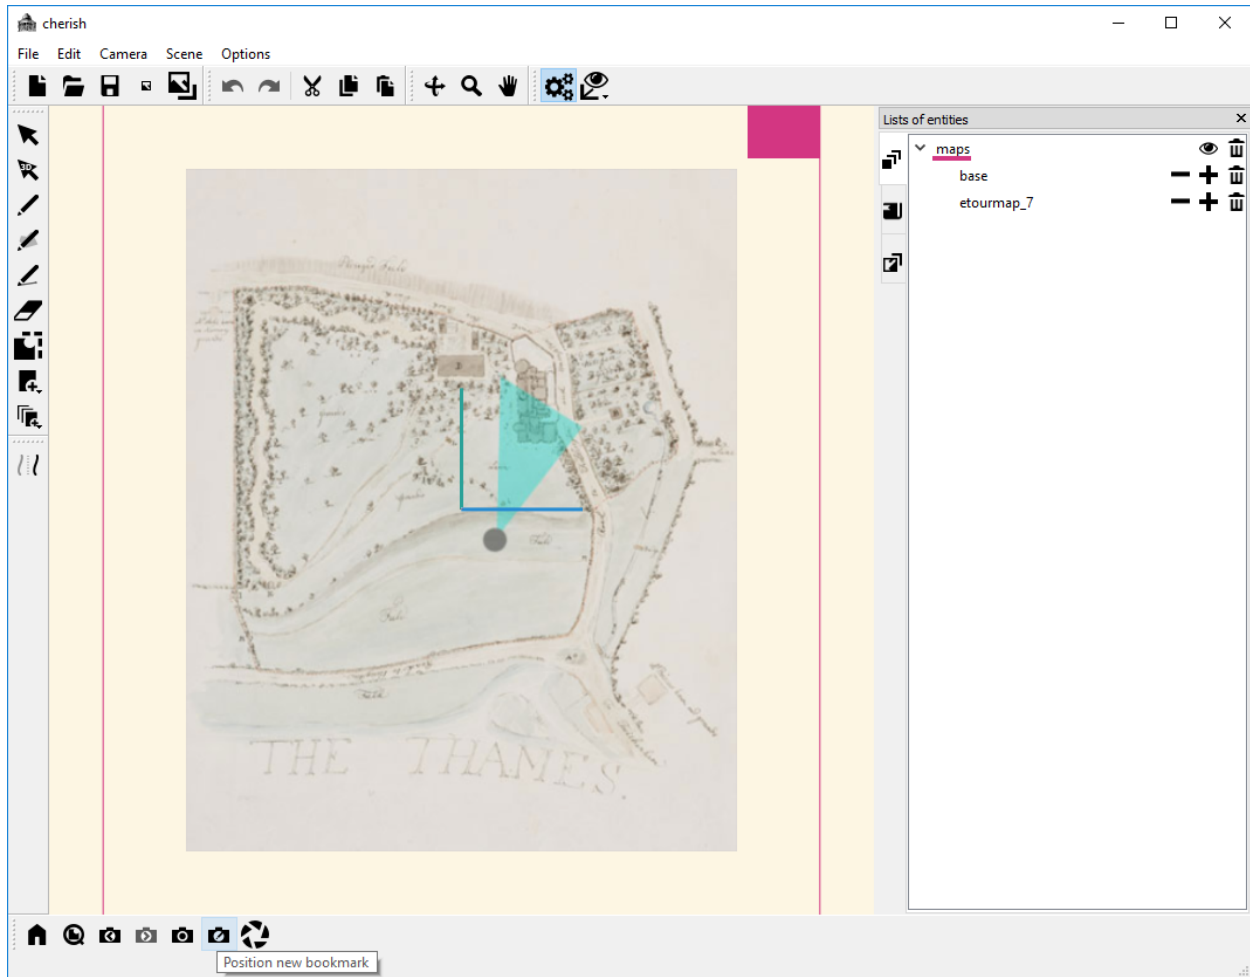 cherish
File Edit Camera Scene Options
Lists of entities
maps
base
etourmap_7
THE THAMES.
Position new bookmark